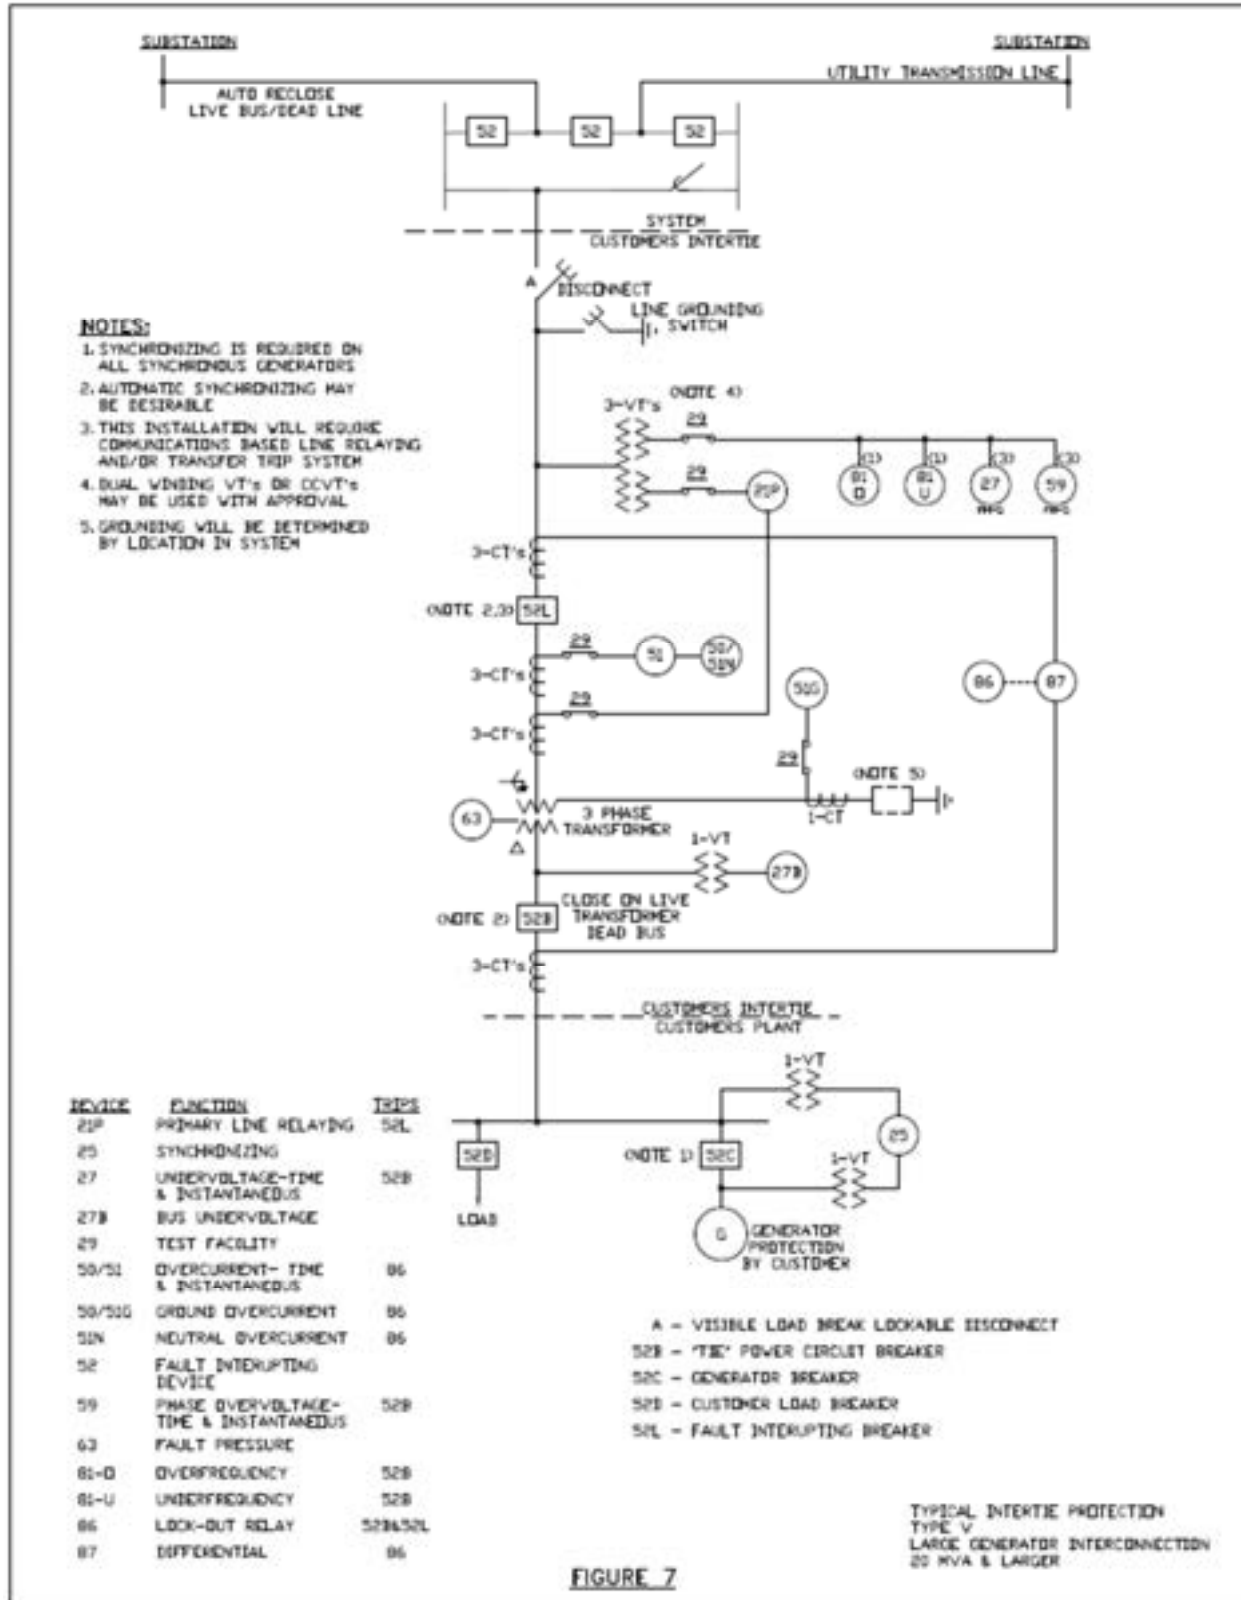 SUBSTATION
SUBSTATION
UTILITY TRANSMISSION LINE
AUTO RECLOSE
LIVE BUS/DEAD LINE
52
52
52
SYSTEM
CUSTOMERS INTERTIE
A
DISCONNECT
LINE GROUNDING
SWITCH
NOTES:
1. SYNCHRONIZING IS REQUIRED ON
ALL SYNCHRONOUS GENERATORS
2. AUTOMATIC SYNCHRONIZING MAY
BE DESIRABLE
3. THIS INSTALLATION WILL REQUIRE
COMMUNICATIONS BASED LINE RELAYING
AND/OR TRANSFER TRIP SYSTEM
4. DUAL WINDING VT's OR CCVT's
MAY BE USED WITH APPROVAL
5. GROUNDING WILL BE DETERMINED
BY LOCATION IN SYSTEM
(NOTE 4)
3-VT's
29
(1)
(1)
(3)
(3)
81
O
81
U
27
59
29
21P
3-CT's
(NOTE 2,3)
52L
29
51
50/
51N
3-CT's
29
3-CT's
86
87
51G
29
(NOTE 5)
1-CT
63
3 PHASE
TRANSFORMER
1-VT
27B
(NOTE 2)
52B
CLOSE ON LIVE
TRANSFORMER
DEAD BUS
3-CT's
CUSTOMERS INTERTIE
CUSTOMERS PLANT
1-VT
25
52D
(NOTE 1)
52C
1-VT
LOAD
G
GENERATOR
PROTECTION
BY CUSTOMER
DEVICE FUNCTION TRIPS
21P PRIMARY LINE RELAYING 52L
25 SYNCHRONIZING
27 UNDERVOLTAGE-TIME 52B
& INSTANTANEOUS
27B BUS UNDERVOLTAGE
29 TEST FACILITY
50/51 OVERCURRENT- TIME 86
& INSTANTANEOUS
50/51G GROUND OVERCURRENT 86
51N NEUTRAL OVERCURRENT 86
52 FAULT INTERUPTING
DEVICE
59 PHASE OVERVOLTAGE- 52B
TIME & INSTANTANEOUS
63 FAULT PRESSURE
81-O OVERFREQUENCY 52B
81-U UNDERFREQUENCY 52B
86 LOCK-OUT RELAY 52B&52L
87 DIFFERENTIAL 86
A - VISIBLE LOAD BREAK LOCKABLE DISCONNECT
52B - "TIE" POWER CIRCUIT BREAKER
52C - GENERATOR BREAKER
52D - CUSTOMER LOAD BREAKER
52L - FAULT INTERUPTING BREAKER
TYPICAL INTERTIE PROTECTION
TYPE V
LARGE GENERATOR INTERCONNECTION
20 MVA & LARGER
FIGURE 7